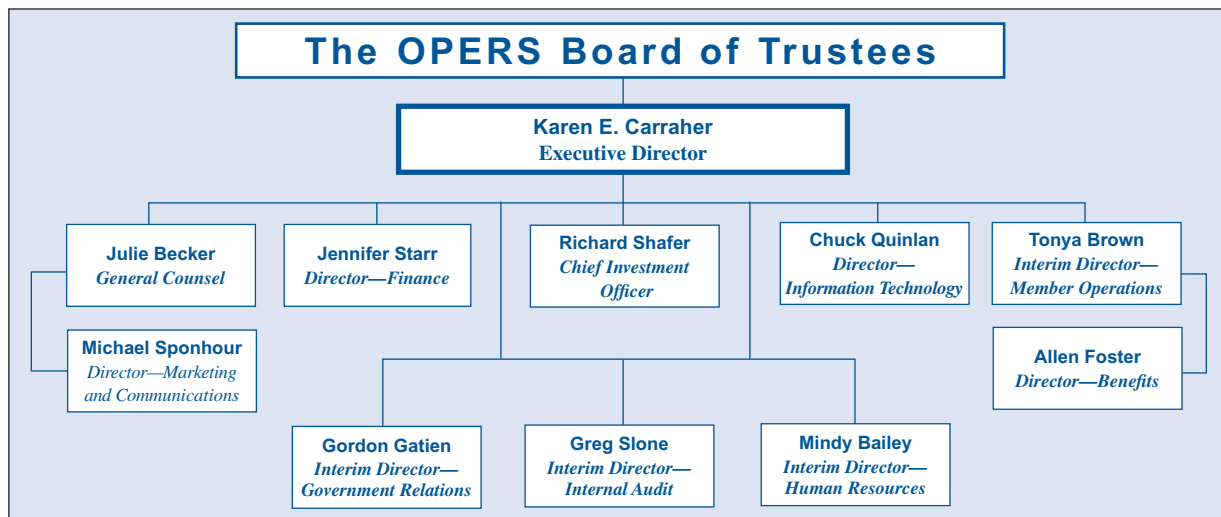 The OPERS Board of Trustees
Karen E. Carraher
Executive Director
Julie Becker
General Counsel
Jennifer Starr
Director—Finance
Richard Shafer
Chief Investment
Officer
Chuck Quinlan
Director—
Information Technology
Tonya Brown
Interim Director—
Member Operations
Michael Sponhour
Director—Marketing
and Communications
Allen Foster
Director—Benefits
Gordon Gatien
Interim Director—
Government Relations
Greg Slone
Interim Director—
Internal Audit
Mindy Bailey
Interim Director—
Human Resources